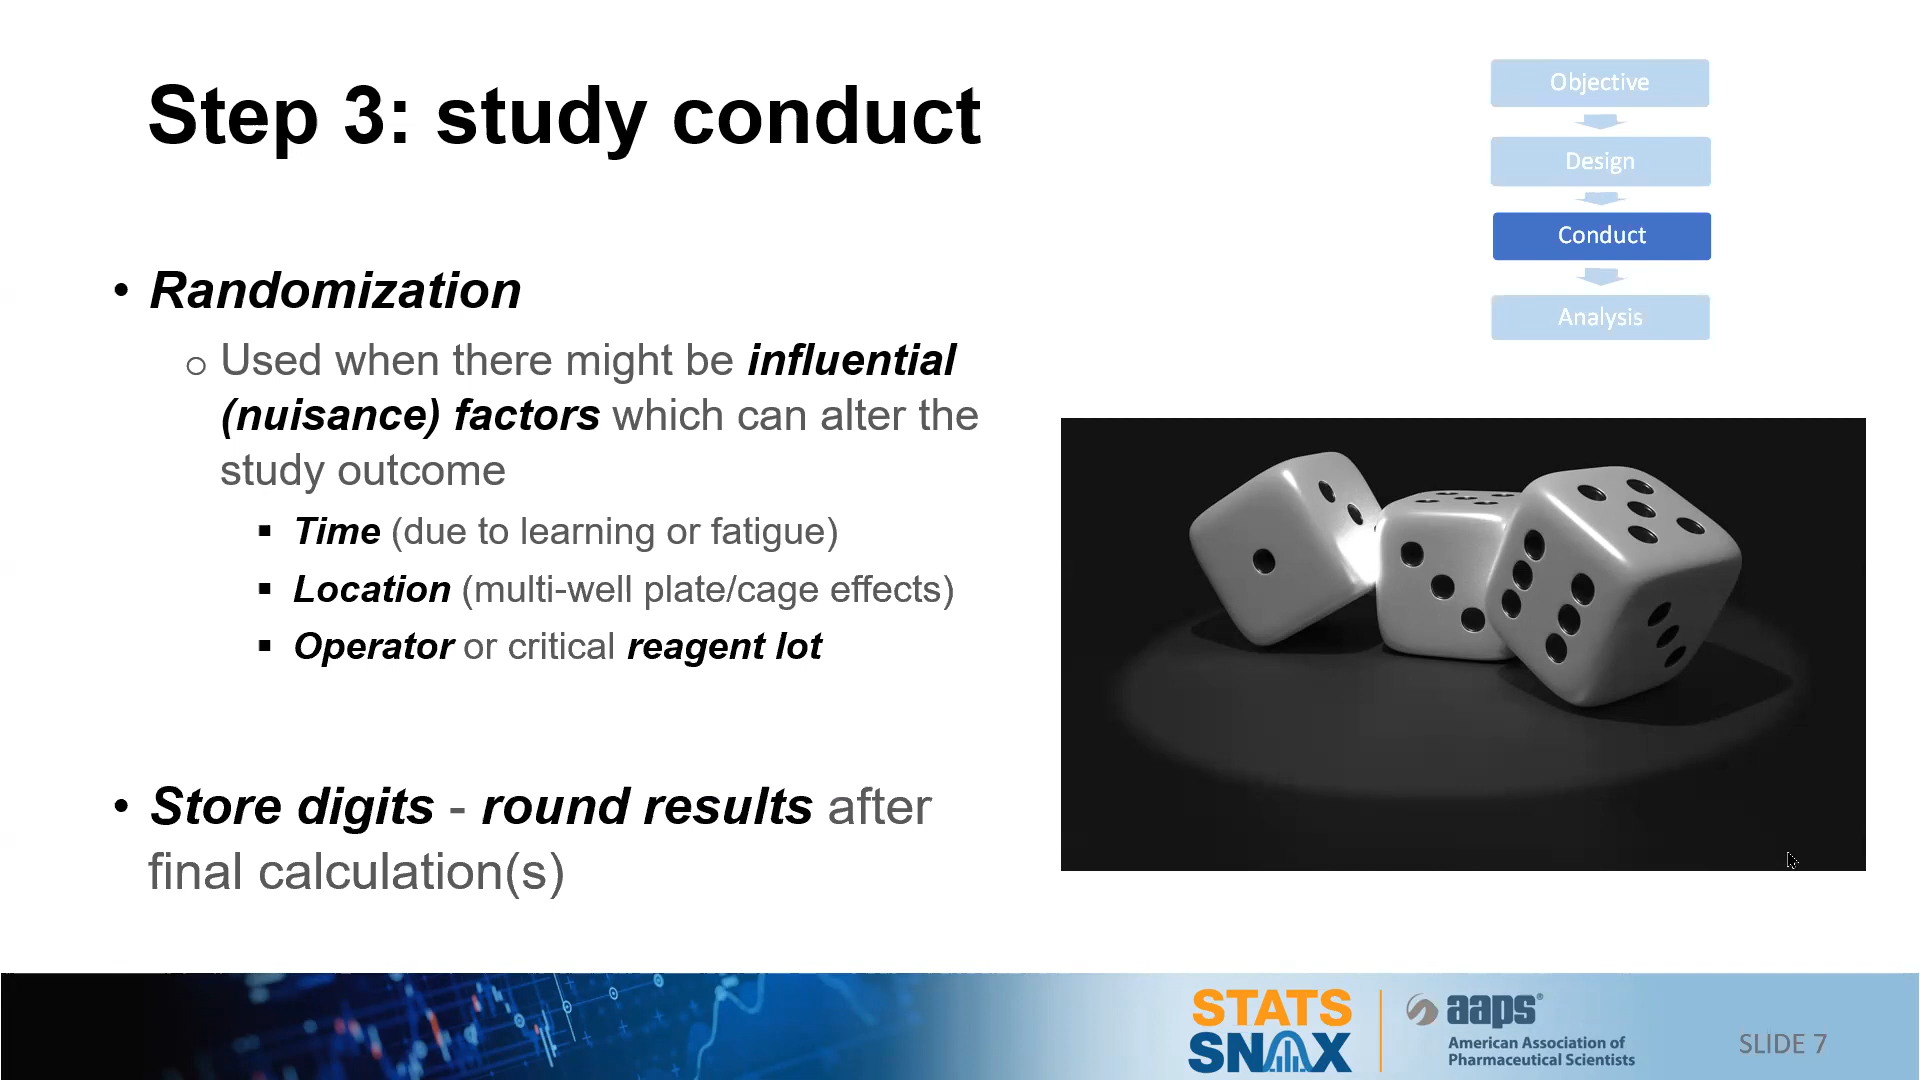 Step 3: study conduct
• Randomization
o Used when there might be influential
(nuisance) factors which can alter the
study outcome
▪ Time (due to learning or fatigue)
▪ Location (multi-well plate/cage effects)
▪ Operator or critical reagent lot
• Store digits - round results after
final calculation(s)
Objective
Design
Conduct
Analysis
STATS
SNAX
aaps®
American Association of
Pharmaceutical Scientists
SLIDE 7